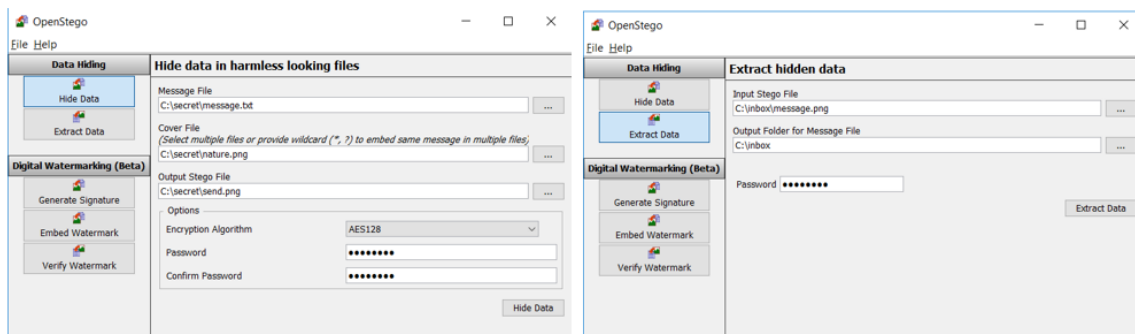 OpenStego
File Help
Data Hiding
Hide Data
Extract Data
Digital Watermarking (Beta)
Generate Signature
Embed Watermark
Verify Watermark
Hide data in harmless looking files
Message File
C:\secret\message.txt
...
Cover File
(Select multiple files or provide wildcard (*, ?) to embed same message in multiple files)
C:\secret\nature.png
...
Output Stego File
C:\secret\send.png
...
Options
Encryption Algorithm
AES128
Password
●●●●●●●●
Confirm Password
●●●●●●●●
Hide Data
OpenStego
File Help
Data Hiding
Hide Data
Extract Data
Digital Watermarking (Beta)
Generate Signature
Embed Watermark
Verify Watermark
Extract hidden data
Input Stego File
C:\inbox\message.png
...
Output Folder for Message File
C:\inbox
...
Password ●●●●●●●●
Extract Data